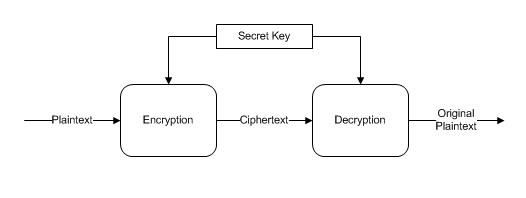 Secret Key
Plaintext
Encryption
Ciphertext
Decryption
Original
Plaintext